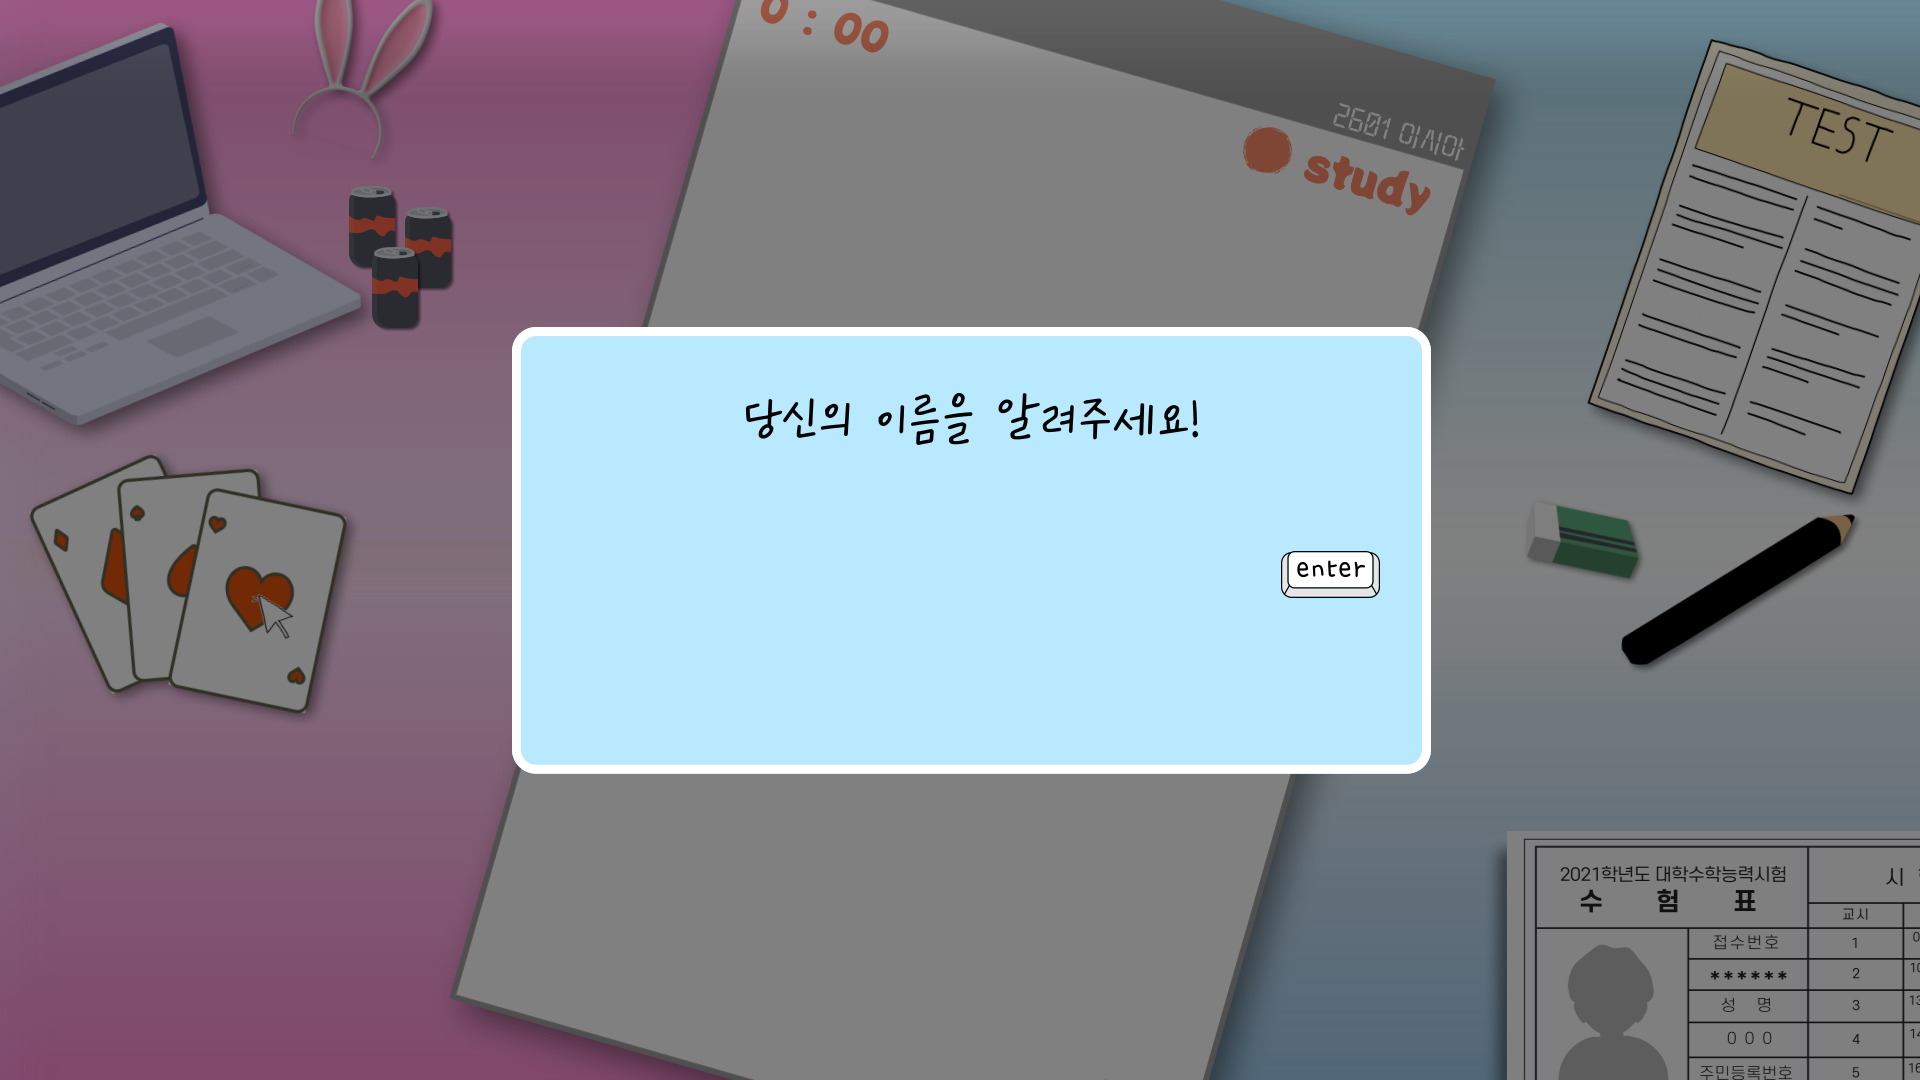 0 : 00
2601 이시아
study
TEST
당신의 이름을 알려주세요!
enter
2021학년도 대학수학능력시험
수 험 표
시
교시
접수번호
1
******
2
성 명
3
0 0 0
4
주민등록번호
5